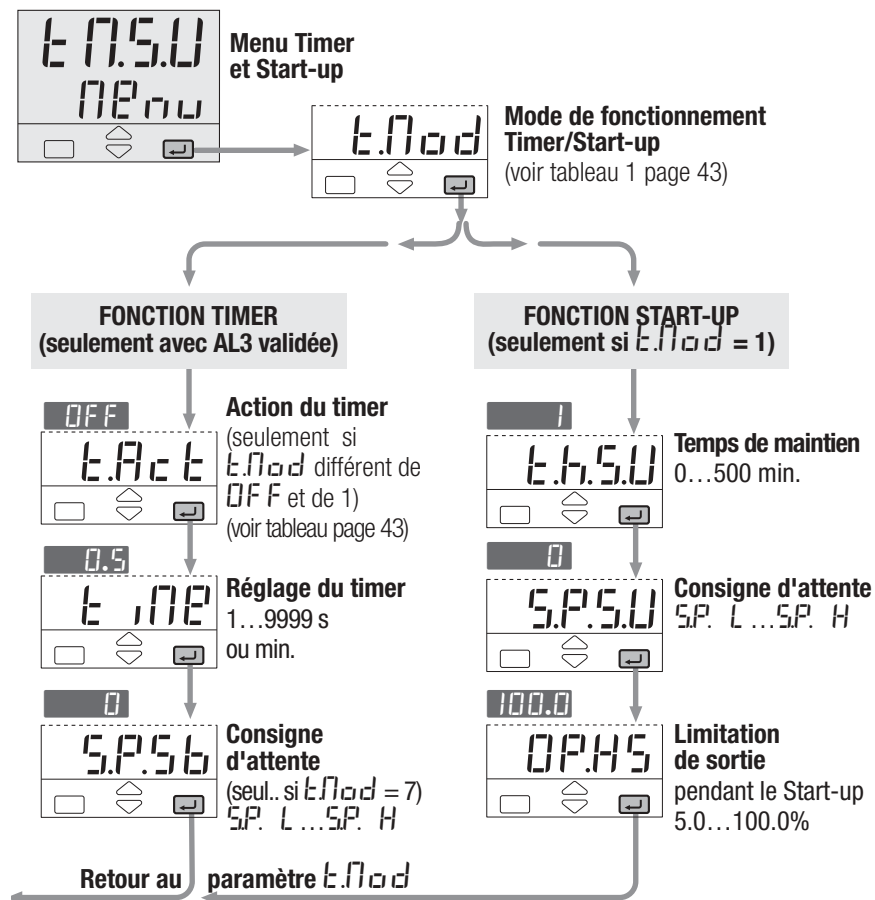 t.M.S.U
Menu
Menu Timer
et Start-up
t.Mod
Mode de fonctionnement
Timer/Start-up
(voir tableau 1 page 43)
FONCTION TIMER
(seulement avec AL3 validée)
OFF
t.Act
Action du timer
(seulement si
t.Mod différent de
OFF et de 1)
(voir tableau page 43)
0.5
timE
Réglage du timer
1…9999 s
ou min.
0
S.P.Sb
Consigne
d'attente
(seul.. si t.Mod = 7)
S.P. L …S.P. H
FONCTION START-UP
(seulement si t.Mod = 1)
1
t.h.S.U
Temps de maintien
0…500 min.
0
S.P.S.U
Consigne d'attente
S.P. L …S.P. H
100.0
OP.HS
Limitation
de sortie
pendant le Start-up
5.0…100.0%
Retour au paramètre t.Mod